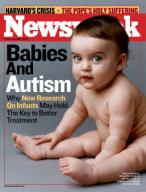 HARVARD'S CRISIS • THE POPE'S HOLY SUFFERING
Newsweek
Babies
And
Autism
Why New Research
On Infants May Hold
The Key to Better
Treatment